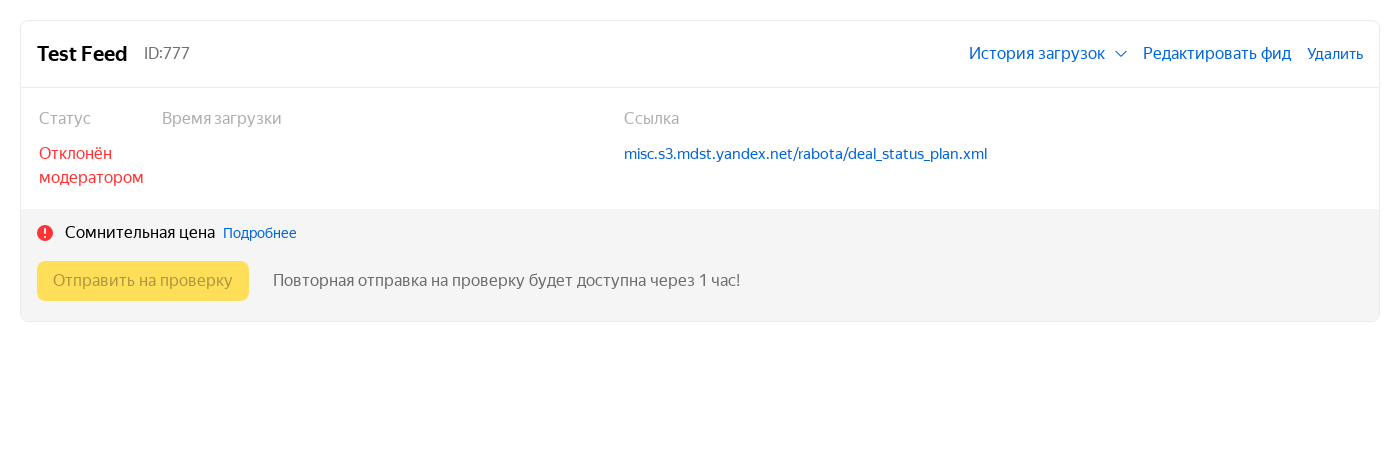 Test Feed ID:777 История загрузок Редактировать фид Удалить
Статус Время загрузки Ссылка
Отклонён модератором misc.s3.mdst.yandex.net/rabota/deal_status_plan.xml
Сомнительная цена Подробнее
Отправить на проверку Повторная отправка на проверку будет доступна через 1 час!